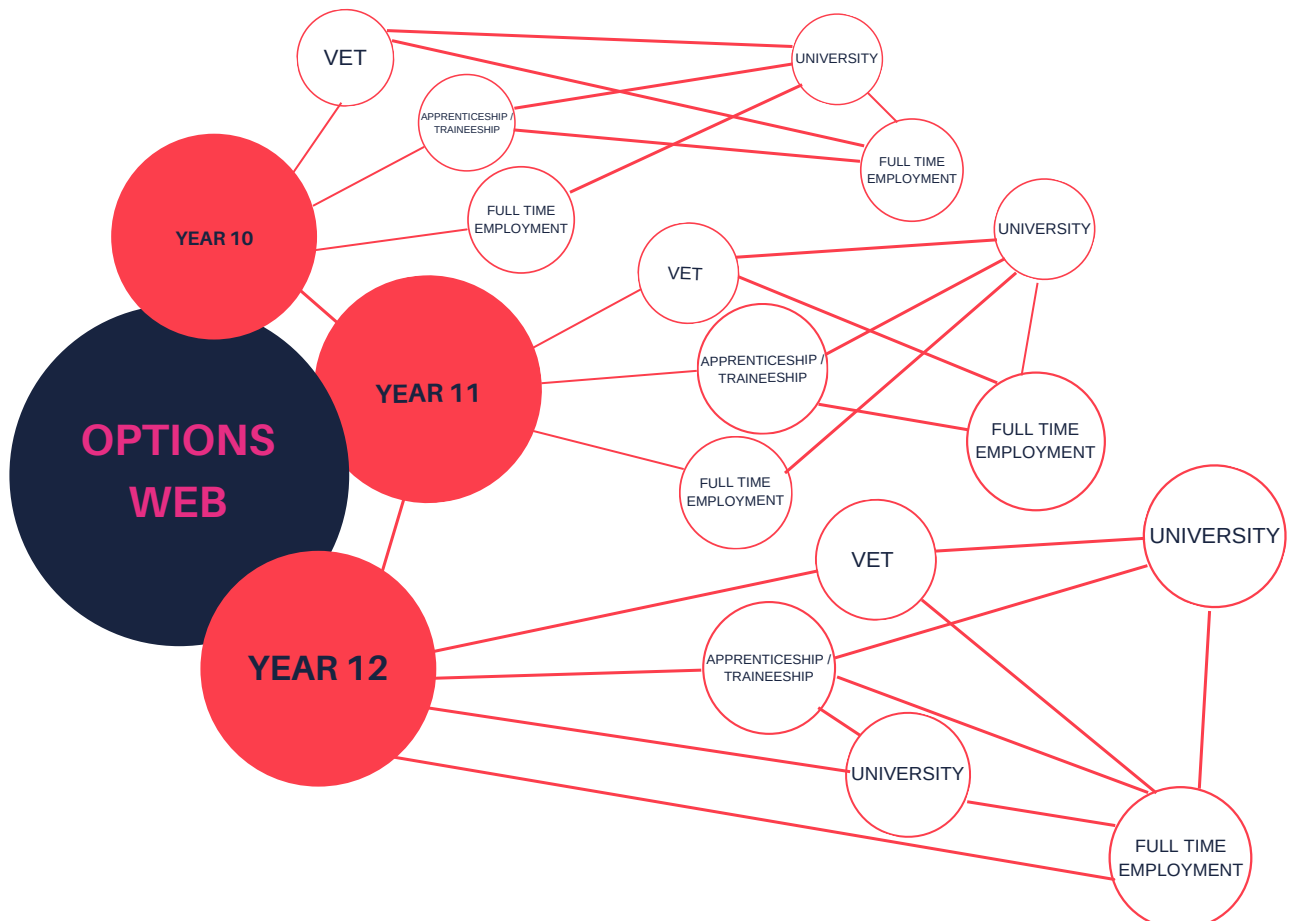 VET
UNIVERSITY
APPRENTICESHIP /
TRAINEESHIP
FULL TIME
EMPLOYMENT
FULL TIME
EMPLOYMENT
YEAR 10
UNIVERSITY
VET
APPRENTICESHIP /
TRAINEESHIP
YEAR 11
FULL TIME
EMPLOYMENT
FULL TIME
EMPLOYMENT
OPTIONS
WEB
UNIVERSITY
VET
YEAR 12
APPRENTICESHIP /
TRAINEESHIP
UNIVERSITY
FULL TIME
EMPLOYMENT